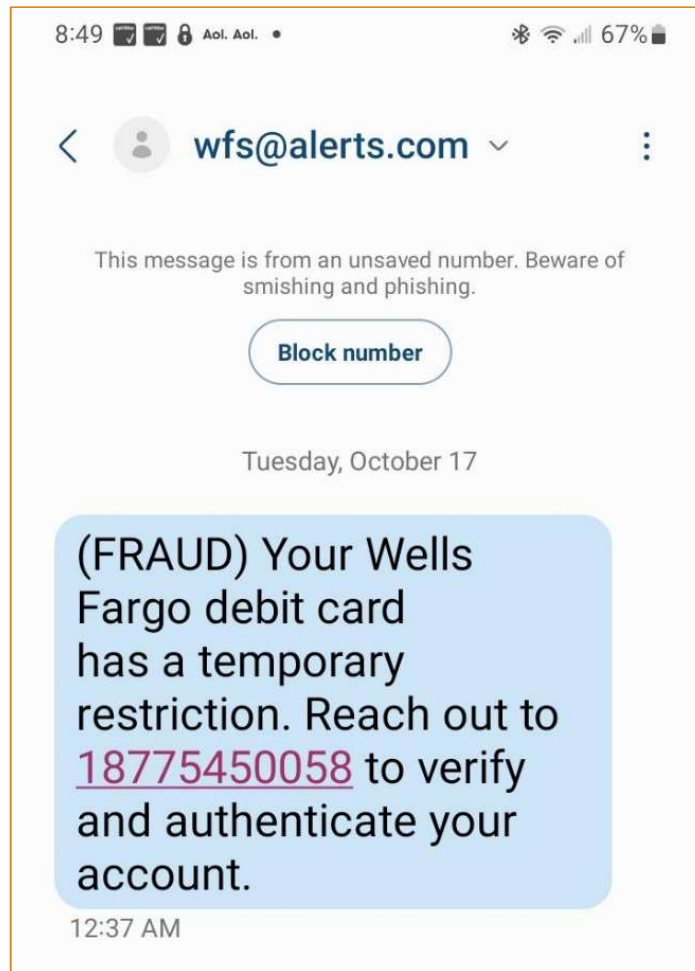 8:49 Aol. Aol. • 67%
wfs@alerts.com
This message is from an unsaved number. Beware of
smishing and phishing.
Block number
Tuesday, October 17
(FRAUD) Your Wells
Fargo debit card
has a temporary
restriction. Reach out to
18775450058 to verify
and authenticate your
account.
12:37 AM